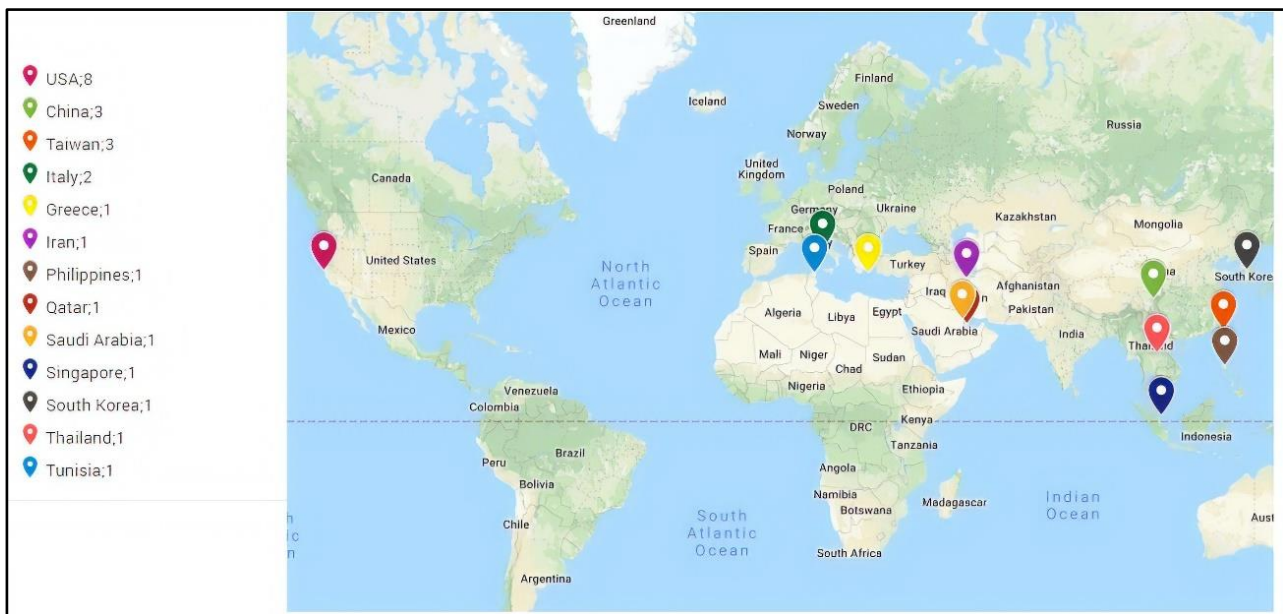 USA;8
China;3
Taiwan;3
Italy;2
Greece;1
Iran;1
Philippines;1
Qatar;1
Saudi Arabia;1
Singapore;1
South Korea;1
Thailand;1
Tunisia;1
Greenland
Iceland
Finland
Sweden
Norway
Russia
Canada
United
Kingdom
Poland
Germany
Ukraine
France
Kazakhstan
Mongolia
Spain
Turkey
United States
North
Atlantic
Ocean
South Korea
Iraq
Afghanistan
Algeria
Libya
Egypt
Pakistan
Saudi Arabia
India
Mexico
Mali
Niger
Sudan
Chad
Thailand
Venezuela
Nigeria
Ethiopia
Colombia
Kenya
DRC
Indonesia
Tanzania
Brazil
Peru
Angola
Bolivia
Namibia
Botswana
Madagascar
Indian
Ocean
South
Atlantic
Ocean
Chile
South Africa
Argentina